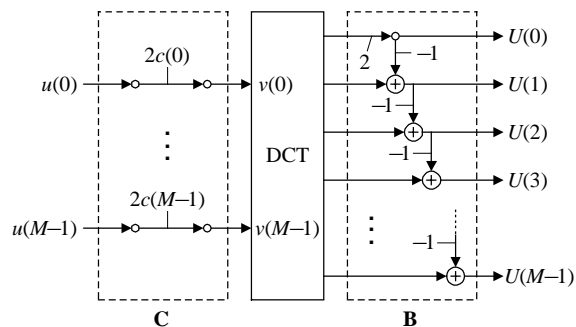 2c(0)
u(0)
v(0)
DCT
2
−1
U(0)
−1
U(1)
−1
U(2)
U(3)
2c(M−1)
u(M−1)
v(M−1)
−1
U(M−1)
C
B